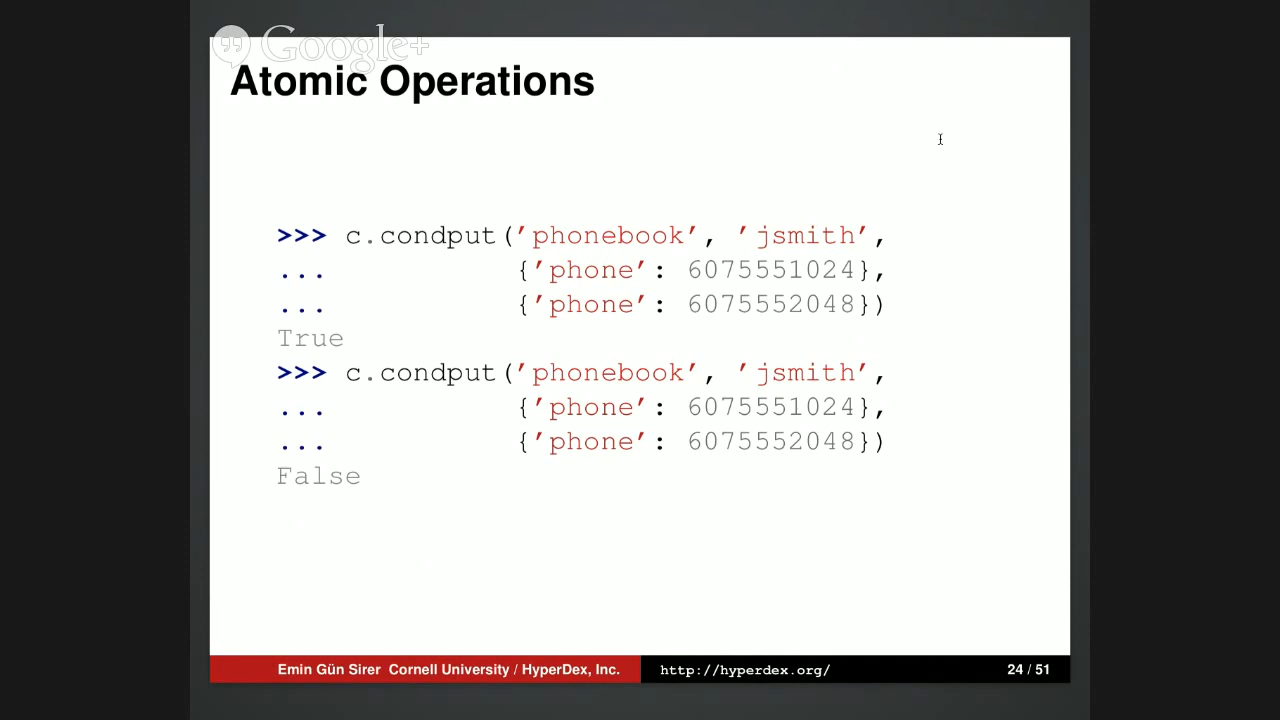 Google+
Atomic Operations
>>> c.condput(’phonebook’, ’jsmith’,
... {’phone’: 6075551024},
... {’phone’: 6075552048})
True
>>> c.condput(’phonebook’, ’jsmith’,
... {’phone’: 6075551024},
... {’phone’: 6075552048})
False
Emin Gün Sirer Cornell University / HyperDex, Inc. http://hyperdex.org/ 24 / 51